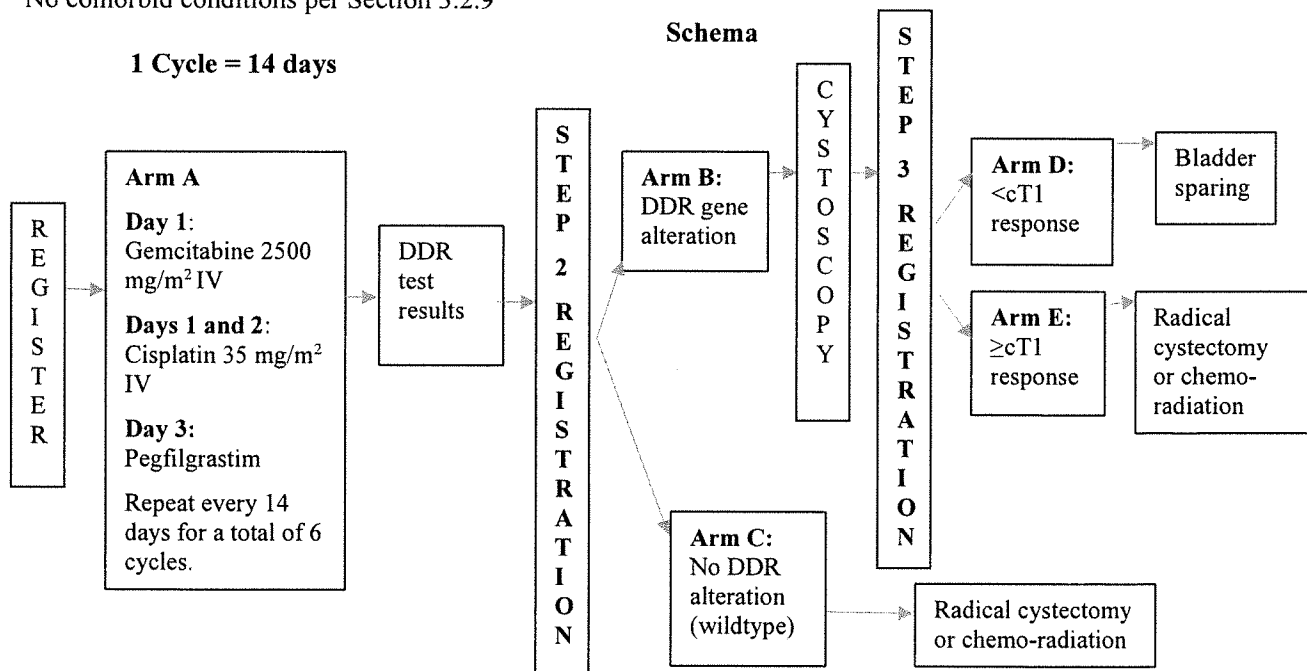 No comorbid conditions per Section 3.2.9
Schema
1 Cycle = 14 days
REGISTER
Arm A
Day 1:
Gemcitabine 2500
mg/m² IV
Days 1 and 2:
Cisplatin 35 mg/m²
IV
Day 3:
Pegfilgrastim
Repeat every 14
days for a total of 6
cycles.
DDR
test
results
STEP 2 REGISTRATION
Arm B:
DDR gene
alteration
CYSTOSCOPY
STEP 3 REGISTRATION
Arm D:
<cT1
response
Bladder
sparing
Arm E:
≥cT1
response
Radical
cystectomy
or chemo-
radiation
Arm C:
No DDR
alteration
(wildtype)
Radical cystectomy
or chemo-radiation